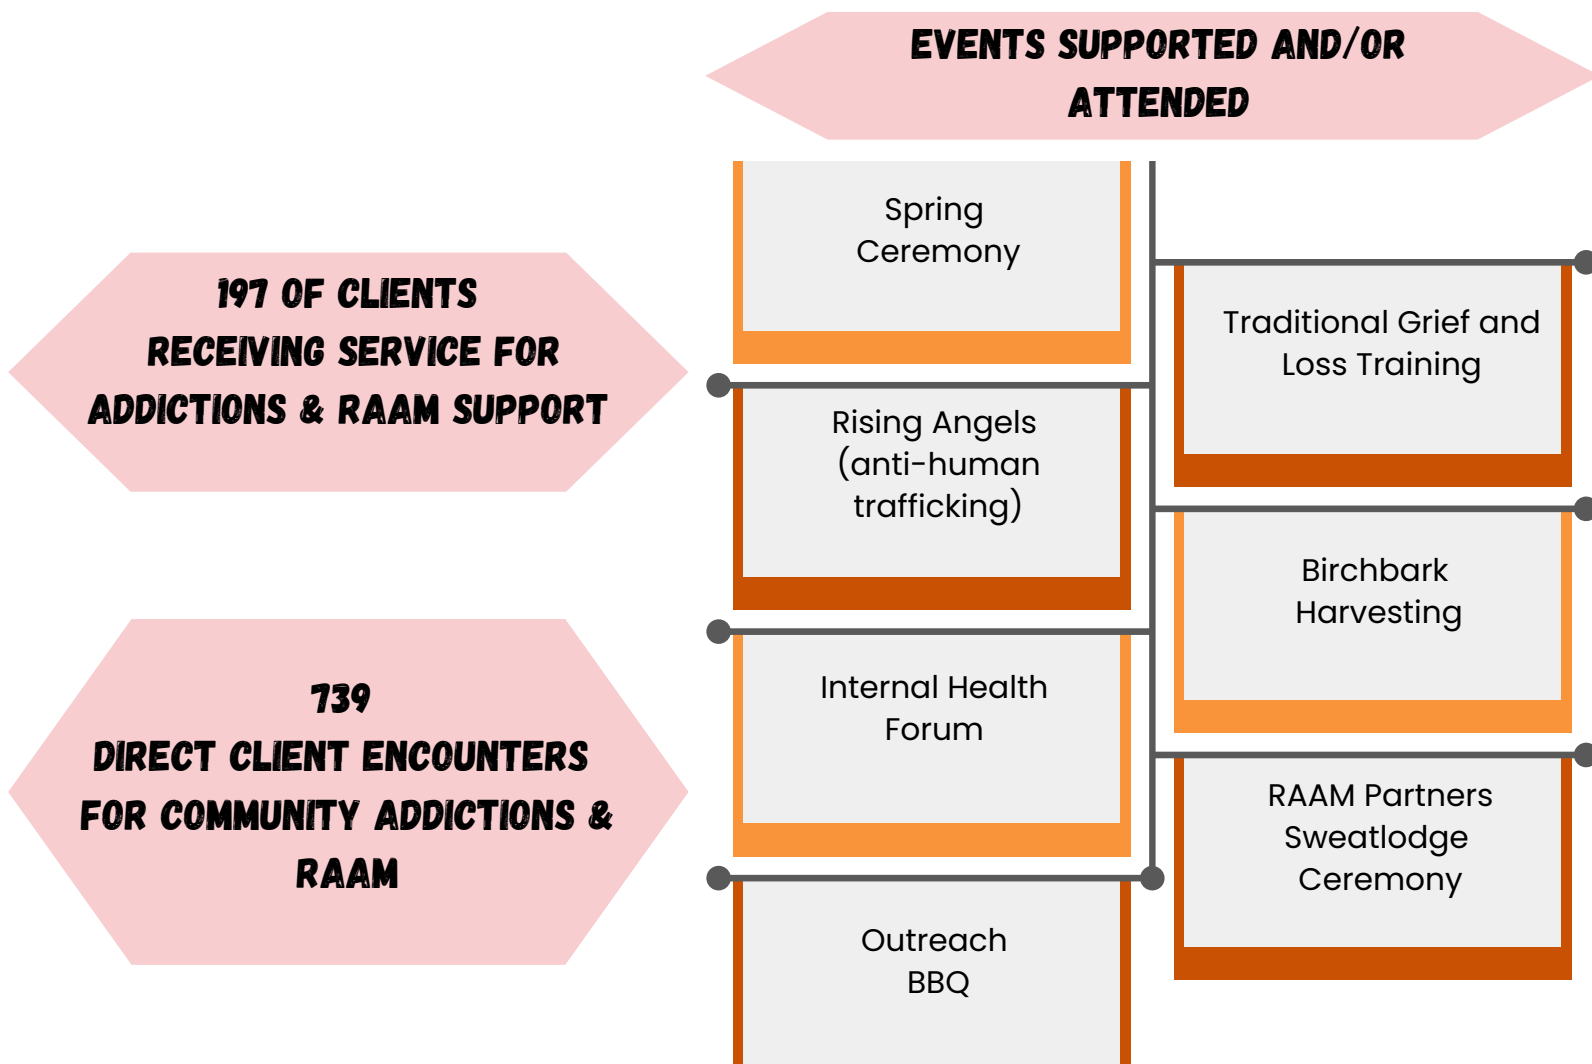 EVENTS SUPPORTED AND/OR
ATTENDED
197 OF CLIENTS
RECEIVING SERVICE FOR
ADDICTIONS & RAAM SUPPORT
739
DIRECT CLIENT ENCOUNTERS
FOR COMMUNITY ADDICTIONS &
RAAM
Spring
Ceremony
Traditional Grief and
Loss Training
Rising Angels
(anti-human
trafficking)
Birchbark
Harvesting
Internal Health
Forum
RAAM Partners
Sweatlodge
Ceremony
Outreach
BBQ